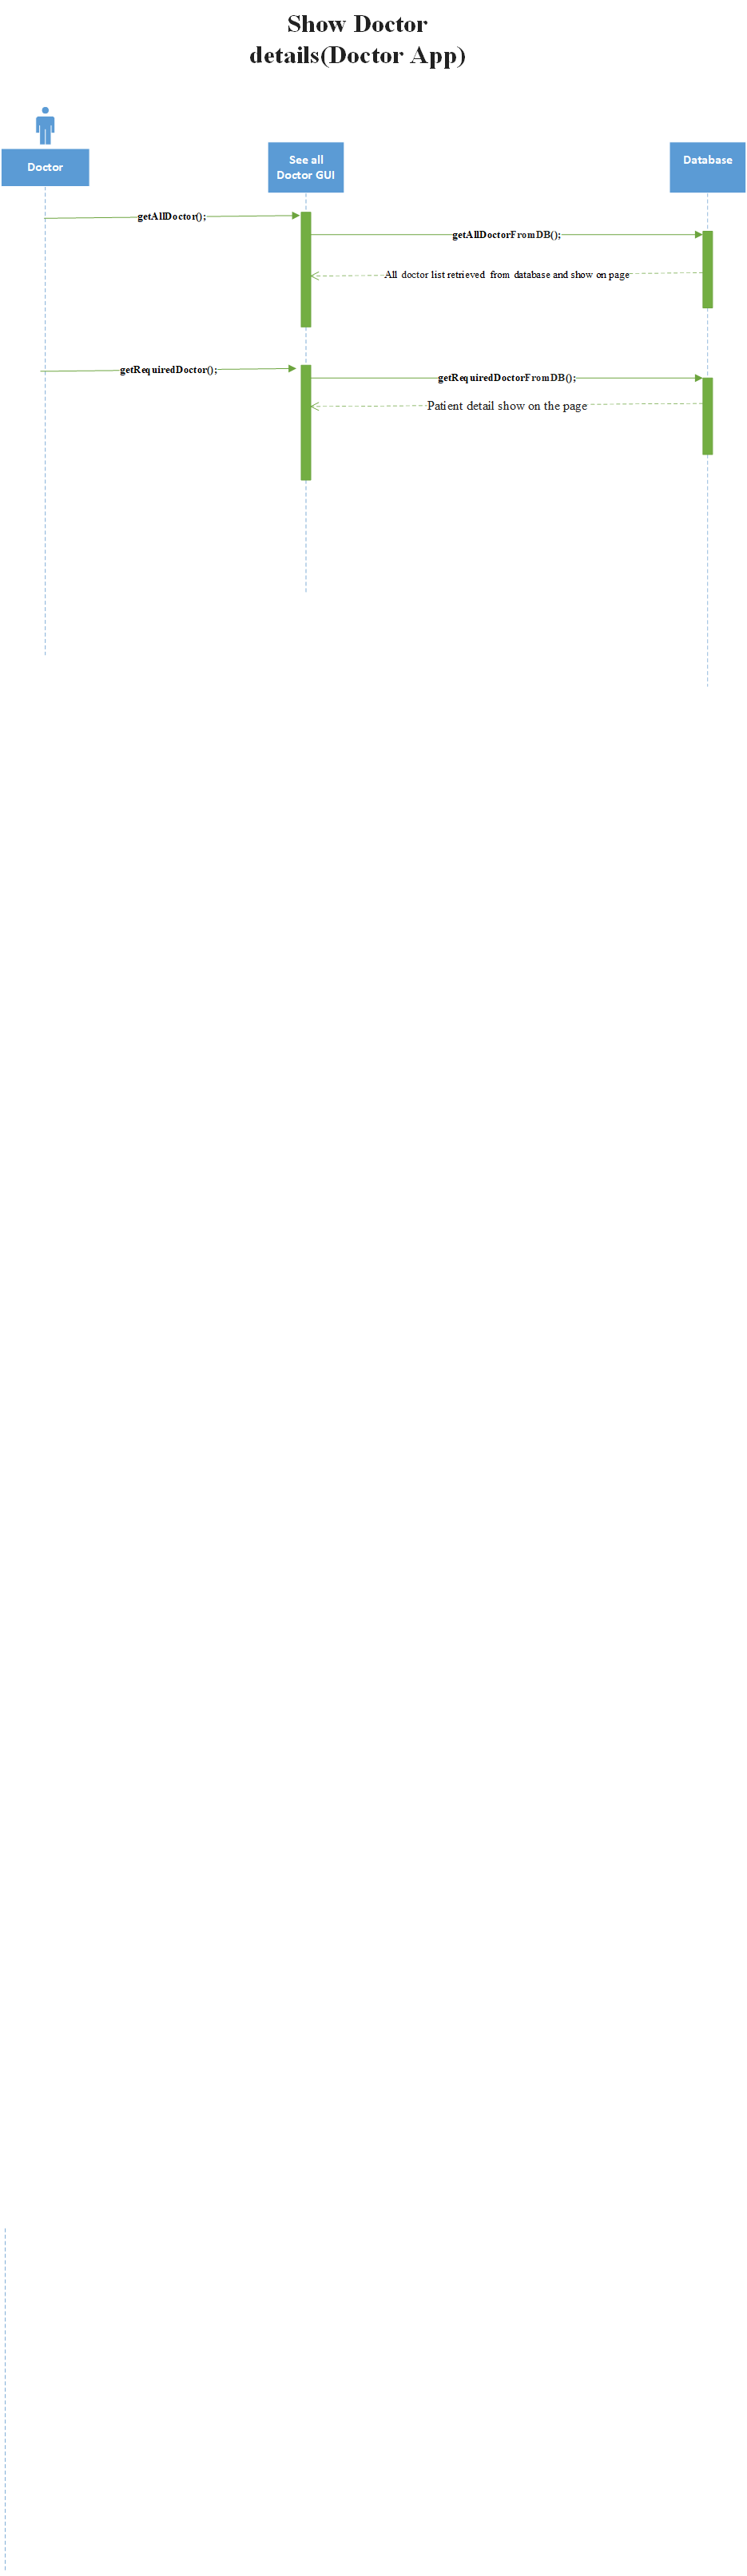 Show Doctor
details(Doctor App)
Doctor
See all
Doctor GUI
Database
getAllDoctor();
getAllDoctorFromDB();
All doctor list retrieved from database and show on page
getRequiredDoctor();
getRequiredDoctorFromDB();
Patient detail show on the page